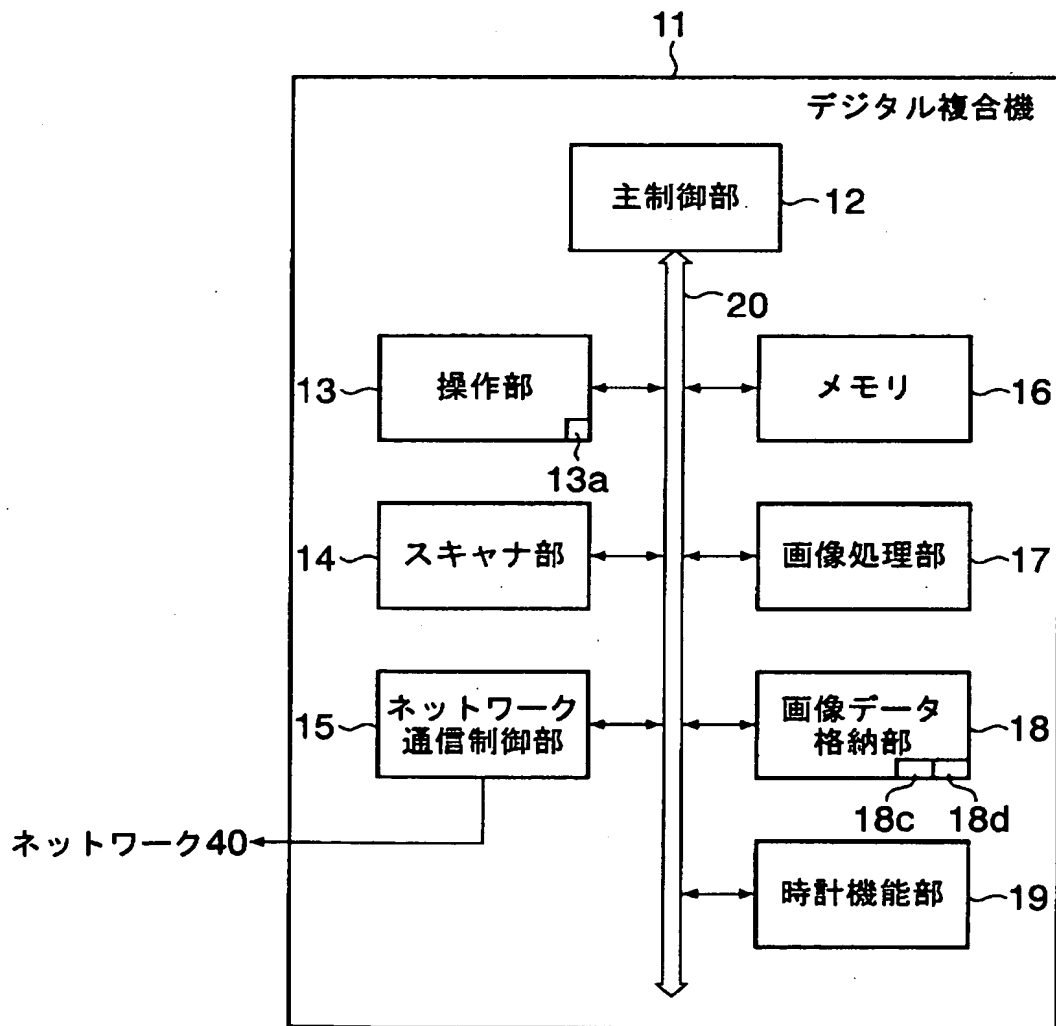 11
デジタル複合機
主制御部
12
20
13
操作部
13a
メモリ
16
14
スキャナ部
画像処理部
17
15
ネットワーク
通信制御部
画像データ
格納部
18
18c
18d
ネットワーク40
時計機能部
19